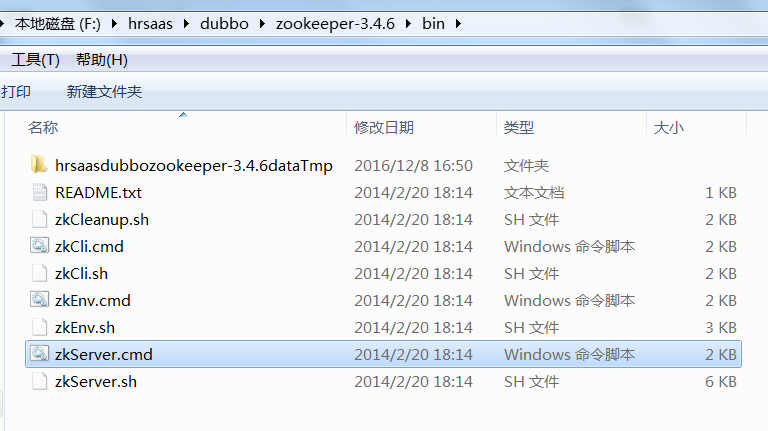 本地磁盘 (F:) hrsaas dubbo zookeeper-3.4.6 bin
工具(T) 帮助(H)
打印 新建文件夹
名称 修改日期 类型 大小
hrsaasdubbozookeeper-3.4.6dataTmp 2016/12/8 16:50 文件夹
README.txt 2014/2/20 18:14 文本文档 1 KB
zkCleanup.sh 2014/2/20 18:14 SH 文件 2 KB
zkCli.cmd 2014/2/20 18:14 Windows 命令脚本 2 KB
zkCli.sh 2014/2/20 18:14 SH 文件 2 KB
zkEnv.cmd 2014/2/20 18:14 Windows 命令脚本 2 KB
zkEnv.sh 2014/2/20 18:14 SH 文件 3 KB
zkServer.cmd 2014/2/20 18:14 Windows 命令脚本 2 KB
zkServer.sh 2014/2/20 18:14 SH 文件 6 KB